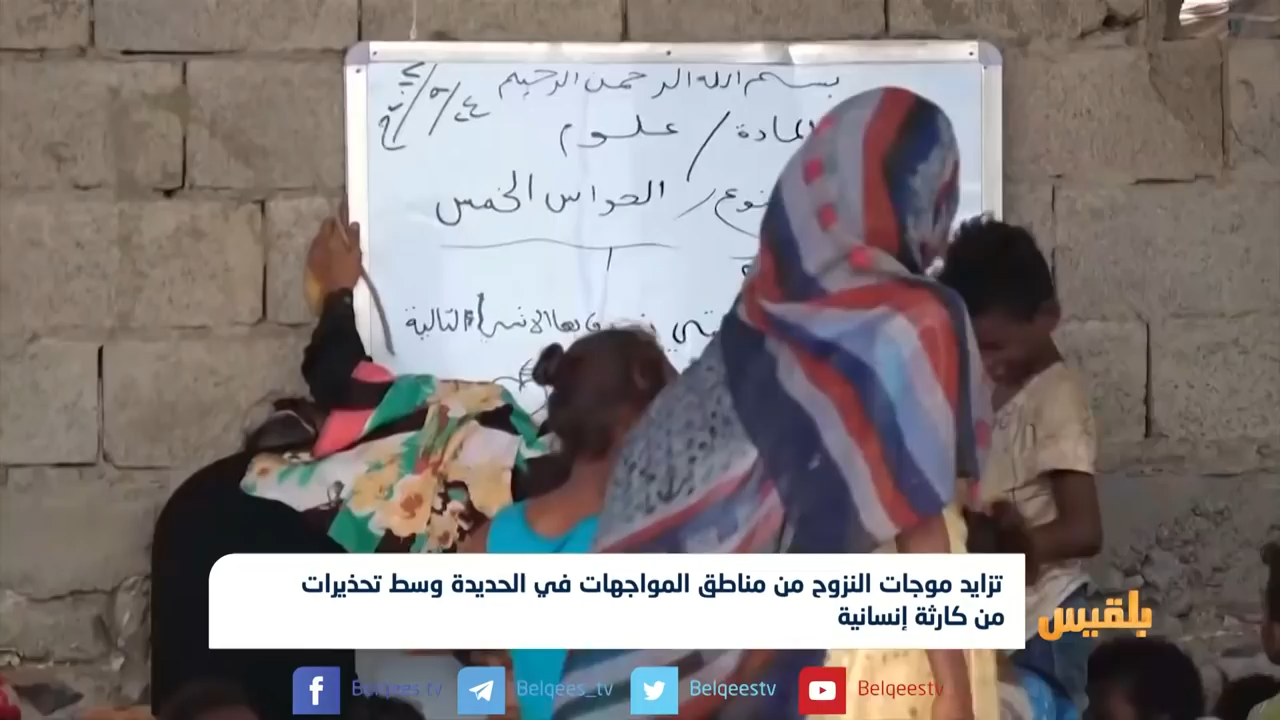 بسم الله الرحمن الرحيم
المادة / علوم
الحواس الخمس
التالية
تزايد موجات النزوح من مناطق المواجهات في الحديدة وسط تحذيرات
من كارثة إنسانية
بلقيس
Belqees tv
Belqees_tv
Belqeestv
Belqeestv